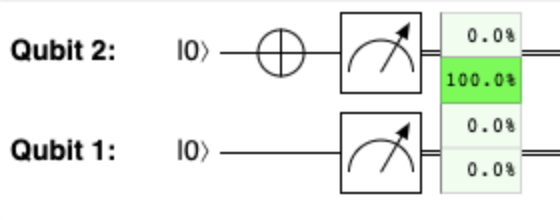 Qubit 2: |0⟩ 0.0%
100.0%
Qubit 1: |0⟩ 0.0%
0.0%